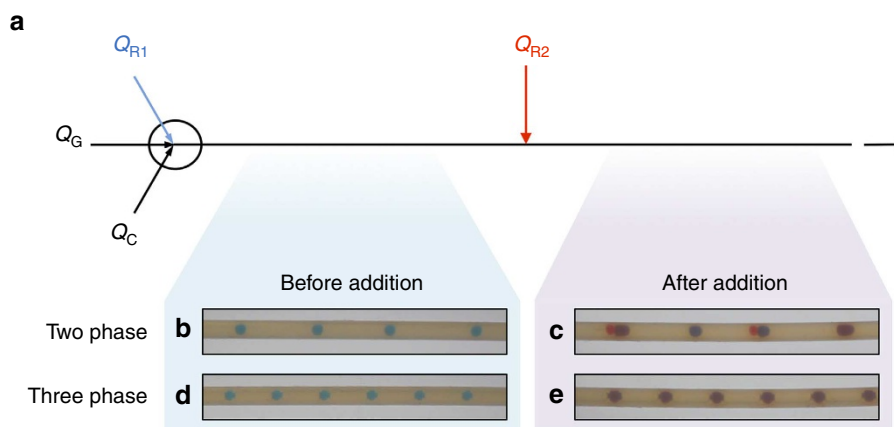 a
Q_R1
Q_R2
Q_G
Q_C
Before addition
After addition
Two phase b c
Three phase d e